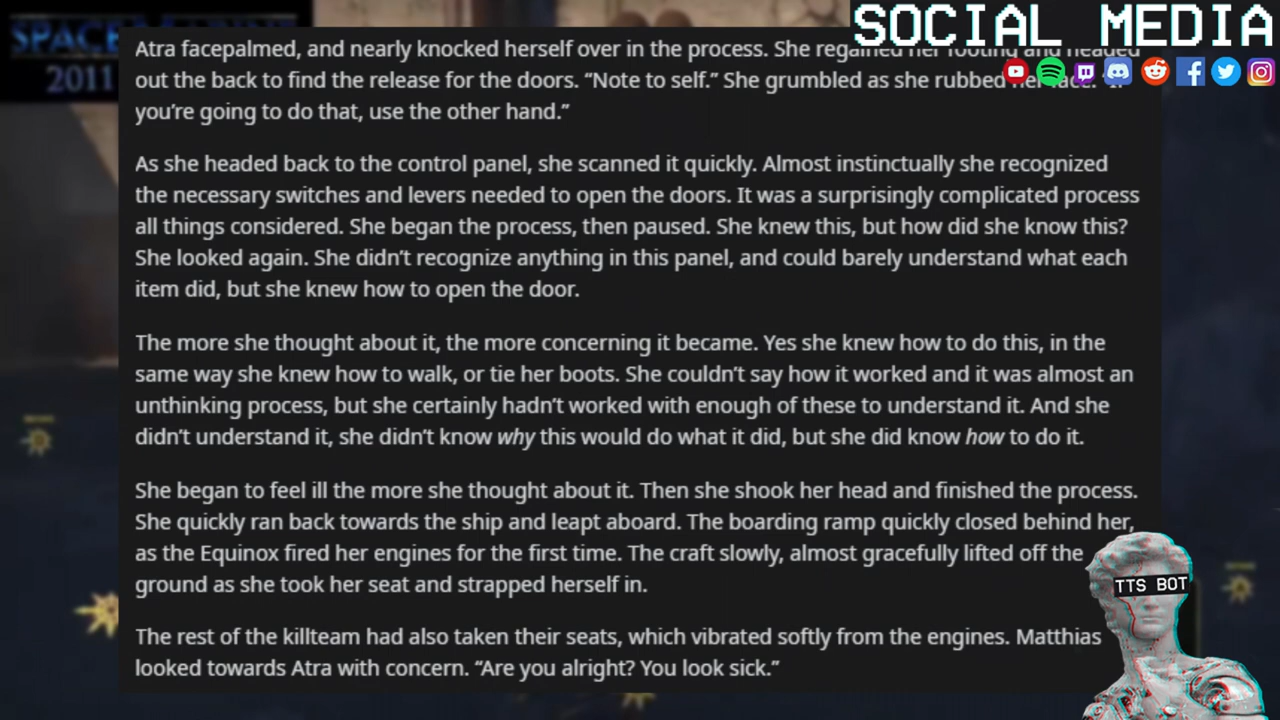 SOCIAL MEDIA
SPACE
2011
Atra facepalmed, and nearly knocked herself over in the process. She regained her footing and headed
out the back to find the release for the doors. “Note to self.” She grumbled as she rubbed her face. “If
you’re going to do that, use the other hand.”
As she headed back to the control panel, she scanned it quickly. Almost instinctually she recognized
the necessary switches and levers needed to open the doors. It was a surprisingly complicated process
all things considered. She began the process, then paused. She knew this, but how did she know this?
She looked again. She didn’t recognize anything in this panel, and could barely understand what each
item did, but she knew how to open the door.
The more she thought about it, the more concerning it became. Yes she knew how to do this, in the
same way she knew how to walk, or tie her boots. She couldn’t say how it worked and it was almost an
unthinking process, but she certainly hadn’t worked with enough of these to understand it. And she
didn’t understand it, she didn’t know why this would do what it did, but she did know how to do it.
She began to feel ill the more she thought about it. Then she shook her head and finished the process.
She quickly ran back towards the ship and leapt aboard. The boarding ramp quickly closed behind her,
as the Equinox fired her engines for the first time. The craft slowly, almost gracefully lifted off the
ground as she took her seat and strapped herself in.
The rest of the killteam had also taken their seats, which vibrated softly from the engines. Matthias
looked towards Atra with concern. “Are you alright? You look sick.”
TTS BOT